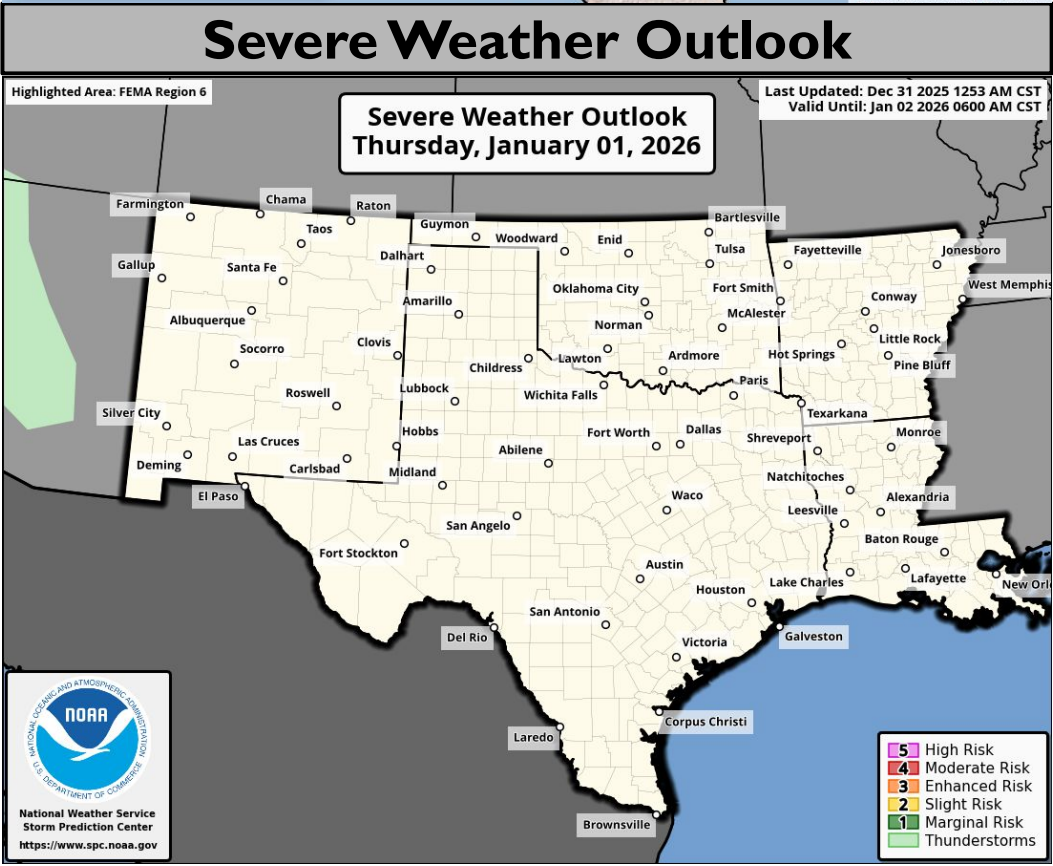 Severe Weather Outlook
Highlighted Area: FEMA Region 6
Last Updated: Dec 31 2025 1253 AM CST
Valid Until: Jan 02 2026 0600 AM CST
Severe Weather Outlook
Thursday, January 01, 2026
Farmington
Chama
Raton
Taos
Guymon
Woodward
Enid
Bartlesville
Tulsa
Fayetteville
Jonesboro
Gallup
Santa Fe
Dalhart
Oklahoma City
Fort Smith
West Memphis
Albuquerque
Amarillo
Norman
McAlester
Conway
Socorro
Clovis
Childress
Lawton
Ardmore
Hot Springs
Little Rock
Pine Bluff
Roswell
Lubbock
Wichita Falls
Paris
Texarkana
Silver City
Las Cruces
Hobbs
Abilene
Fort Worth
Dallas
Shreveport
Monroe
Deming
Carlsbad
Midland
Natchitoches
El Paso
San Angelo
Waco
Leesville
Alexandria
Fort Stockton
Baton Rouge
Austin
Houston
Lake Charles
Lafayette
New Orl
San Antonio
Del Rio
Victoria
Galveston
Laredo
Corpus Christi
Brownsville
NATIONAL OCEANIC AND ATMOSPHERIC ADMINISTRATION
NOAA
U.S. DEPARTMENT OF COMMERCE
National Weather Service
Storm Prediction Center
https://www.spc.noaa.gov
5 High Risk
4 Moderate Risk
3 Enhanced Risk
2 Slight Risk
1 Marginal Risk
Thunderstorms